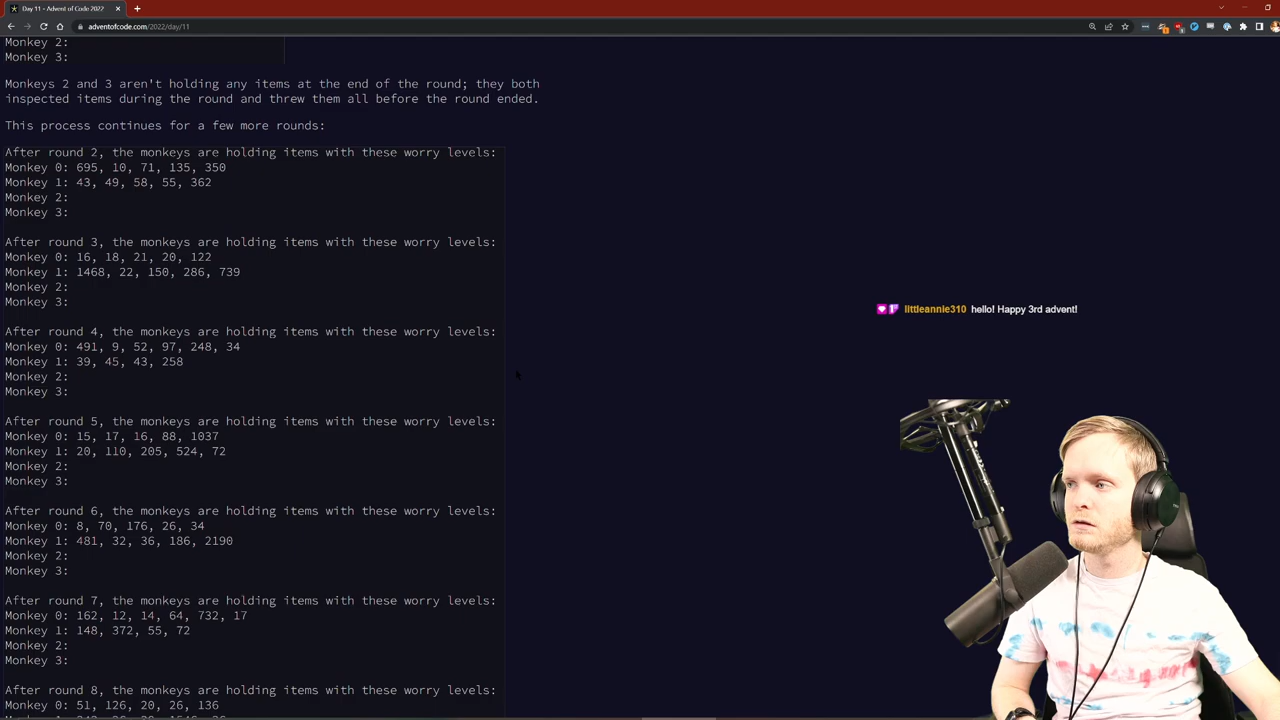 Day 11 - Advent of Code 2022
adventofcode.com/2022/day/11
Monkey 2:
Monkey 3:
Monkeys 2 and 3 aren't holding any items at the end of the round; they both
inspected items during the round and threw them all before the round ended.
This process continues for a few more rounds:
After round 2, the monkeys are holding items with these worry levels:
Monkey 0: 695, 10, 71, 135, 350
Monkey 1: 43, 49, 58, 55, 362
Monkey 2:
Monkey 3:
After round 3, the monkeys are holding items with these worry levels:
Monkey 0: 16, 18, 21, 20, 122
Monkey 1: 1468, 22, 150, 286, 739
Monkey 2:
Monkey 3:
littleannie310 hello! Happy 3rd advent!
After round 4, the monkeys are holding items with these worry levels:
Monkey 0: 491, 9, 52, 97, 248, 34
Monkey 1: 39, 45, 43, 258
Monkey 2:
Monkey 3:
After round 5, the monkeys are holding items with these worry levels:
Monkey 0: 15, 17, 16, 88, 1037
Monkey 1: 20, 110, 205, 524, 72
Monkey 2:
Monkey 3:
After round 6, the monkeys are holding items with these worry levels:
Monkey 0: 8, 70, 176, 26, 34
Monkey 1: 481, 32, 36, 186, 2190
Monkey 2:
Monkey 3:
After round 7, the monkeys are holding items with these worry levels:
Monkey 0: 162, 12, 14, 64, 732, 17
Monkey 1: 148, 372, 55, 72
Monkey 2:
Monkey 3:
After round 8, the monkeys are holding items with these worry levels:
Monkey 0: 51, 126, 20, 26, 136